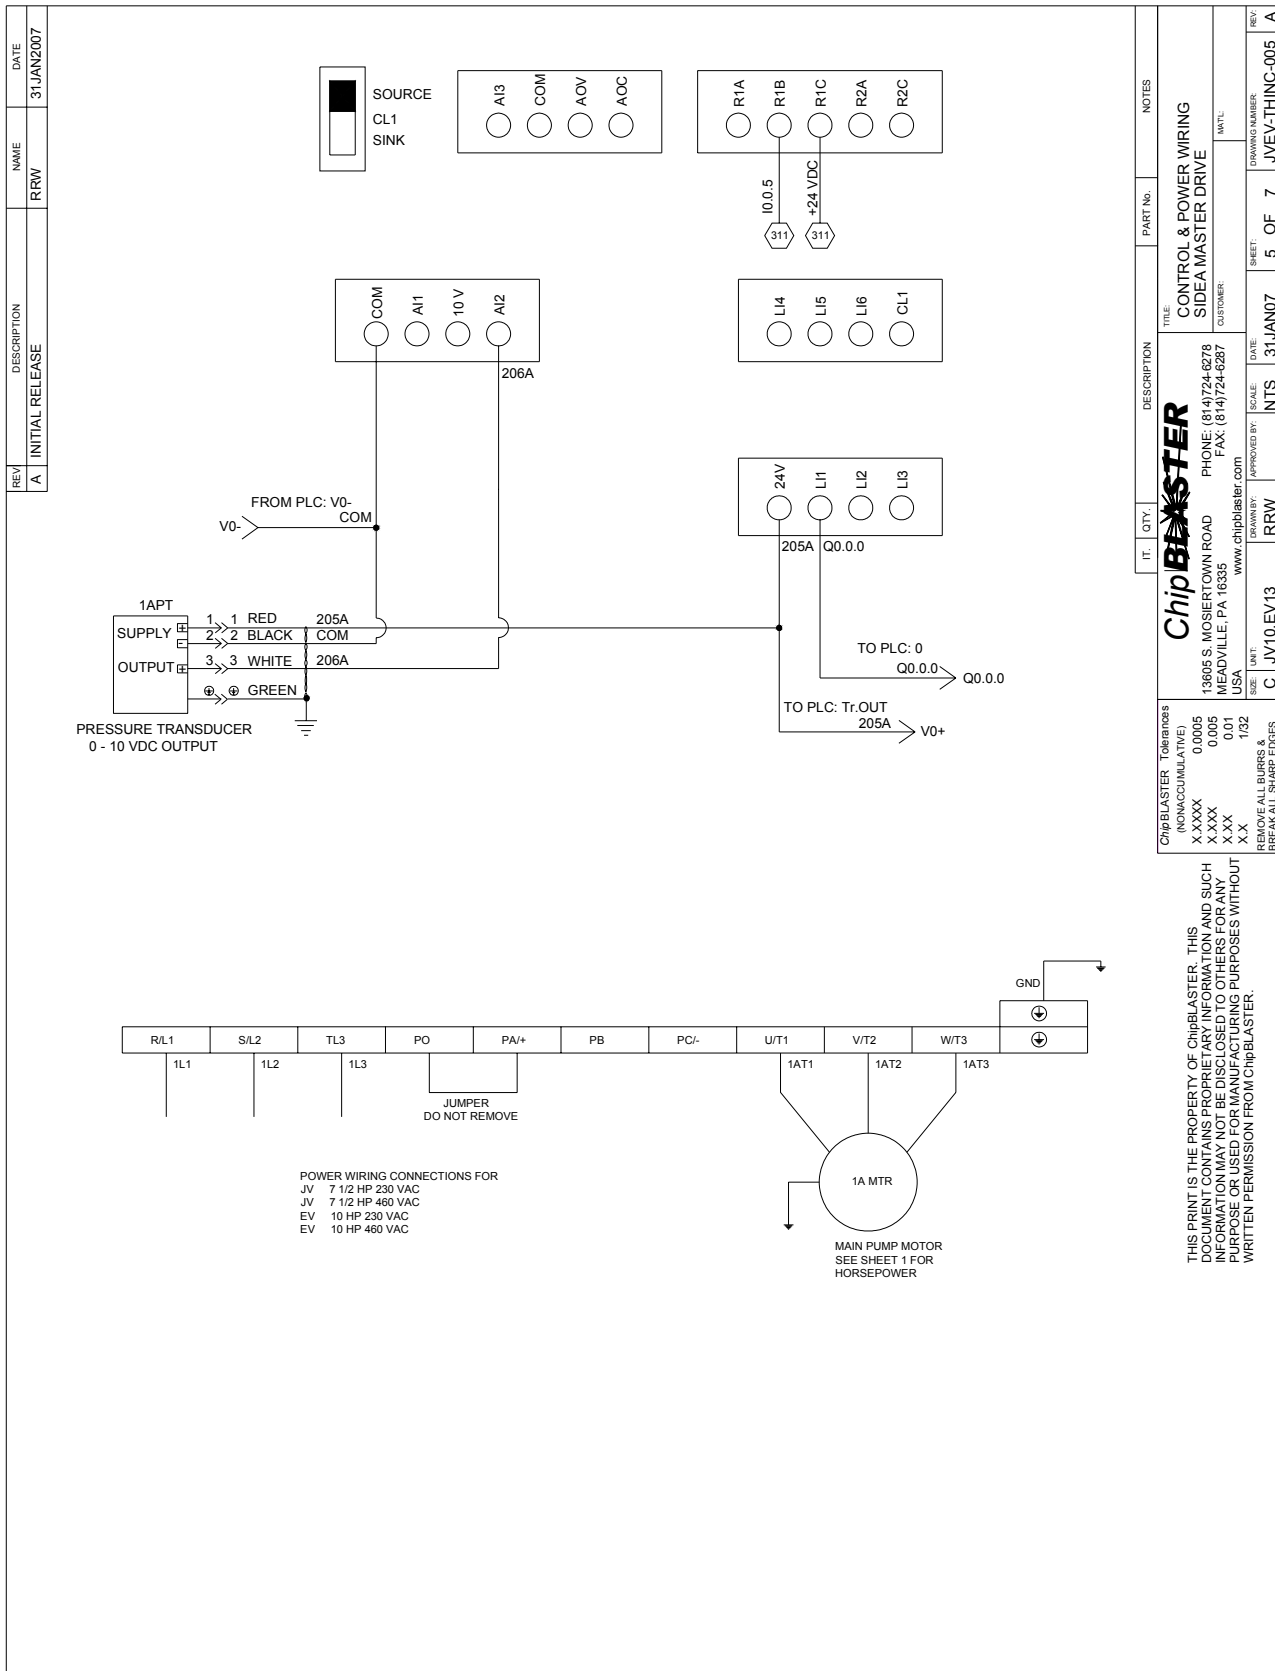 REV
DESCRIPTION
NAME
DATE
A
INITIAL RELEASE
RRW
31JAN2007
SOURCE
CL1
SINK
AI3
COM
AOV
AOC
R1A
R1B
R1C
R2A
R2C
I0.0.5
+24 VDC
311
311
COM
AI1
10 V
AI2
206A
LI4
LI5
LI6
CL1
24V
LI1
LI2
LI3
205A
Q0.0.0
FROM PLC: V0-
COM
V0-
1APT
SUPPLY + 1 1 RED 205A
- 2 2 BLACK COM
OUTPUT + 3 3 WHITE 206A
GREEN
PRESSURE TRANSDUCER
0 - 10 VDC OUTPUT
TO PLC: 0
Q0.0.0
Q0.0.0
TO PLC: Tr.OUT
205A
V0+
GND
R/L1
S/L2
TL3
PO
PA/+
PB
PC/-
U/T1
V/T2
W/T3
1L1
1L2
1L3
JUMPER
DO NOT REMOVE
1AT1
1AT2
1AT3
1A MTR
MAIN PUMP MOTOR
SEE SHEET 1 FOR
HORSEPOWER
POWER WIRING CONNECTIONS FOR
JV 7 1/2 HP 230 VAC
JV 7 1/2 HP 460 VAC
EV 10 HP 230 VAC
EV 10 HP 460 VAC
IT.
QTY.
DESCRIPTION
PART No.
NOTES
ChipBLASTER
13605 S. MOSIERTOWN ROAD
MEADVILLE, PA 16335
USA
PHONE: (814)724-6278
FAX: (814)724-6287
www.chipblaster.com
TITLE:
CONTROL & POWER WIRING
SIDEA MASTER DRIVE
CUSTOMER:
MAT'L:
SIZE:
C
UNIT:
JV10.EV13
DRAWN BY:
RRW
APPROVED BY:
SCALE:
NTS
DATE:
31JAN07
SHEET:
5 OF 7
DRAWING NUMBER:
JVEV-THINC-005
REV:
A
ChipBLASTER Tolerances
(NONACCUMULATIVE)
X.XXXX 0.0005
X.XXX 0.005
X.XX 0.01
X.X 1/32
REMOVE ALL BURRS &
BREAK ALL SHARP EDGES
THIS PRINT IS THE PROPERTY OF ChipBLASTER. THIS
DOCUMENT CONTAINS PROPRIETARY INFORMATION AND SUCH
INFORMATION MAY NOT BE DISCLOSED TO OTHERS FOR ANY
PURPOSE OR USED FOR MANUFACTURING PURPOSES WITHOUT
WRITTEN PERMISSION FROM ChipBLASTER.